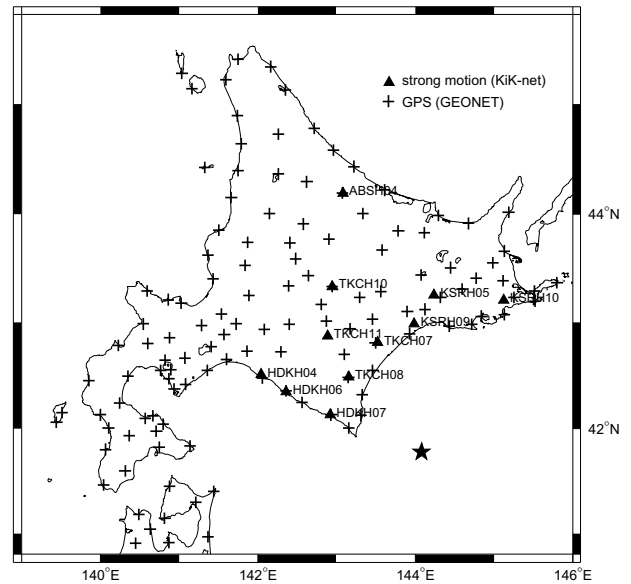 strong motion (KiK-net)
GPS (GEONET)
ABSH04
44°N
TKCH10
KSRH05
KSRH10
KSRH09
TKCH11
TKCH07
HDKH04
TKCH08
HDKH06
HDKH07
42°N
140°E
142°E
144°E
146°E